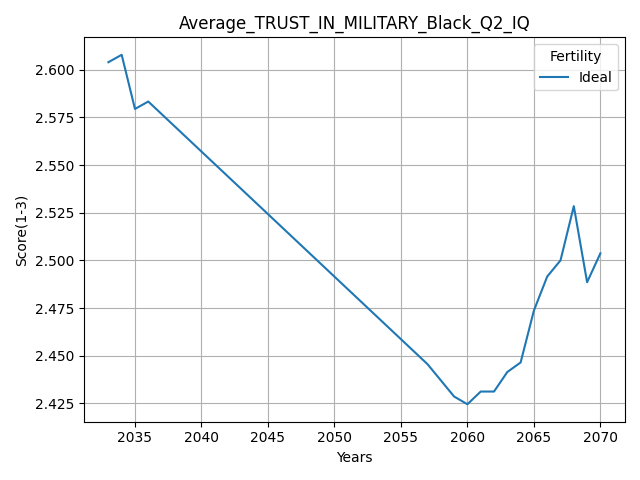 Average_TRUST_IN_MILITARY_Black_Q2_IQ
Fertility
Ideal
Score(1-3)
2.600
2.575
2.550
2.525
2.500
2.475
2.450
2.425
2035 2040 2045 2050 2055 2060 2065 2070
Years